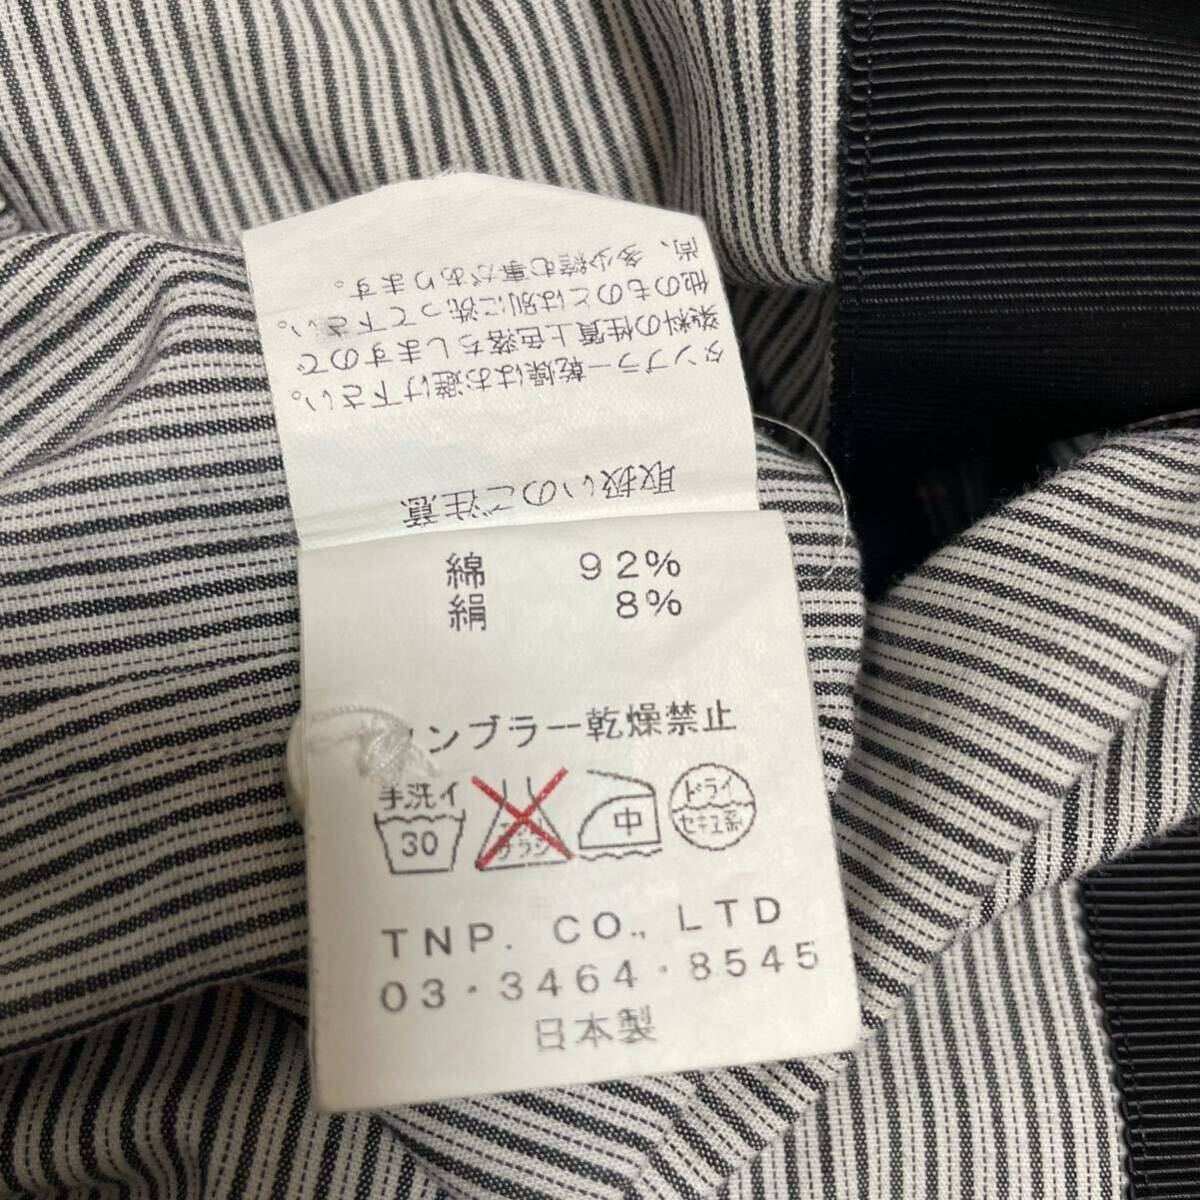 取扱いのご注意
タンブラー乾燥はお避け下さい。
染料の性質上色落ちしますので
他のものとは別に洗って下さい。
尚、多少縮む事があります。
綿 92%
絹 8%
タンブラー乾燥禁止
手洗イ
30
サラシ
中
ドライ
セキユ系
TNP. CO., LTD
03・3464・8545
日本製